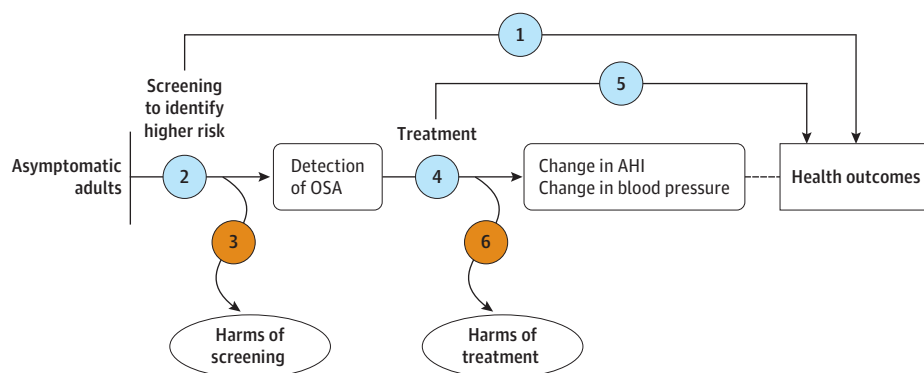 1
Screening
to identify
higher risk
5
Treatment
Asymptomatic
adults
2
Detection
of OSA
4
Change in AHI
Change in blood pressure
Health outcomes
3
6
Harms of
screening
Harms of
treatment